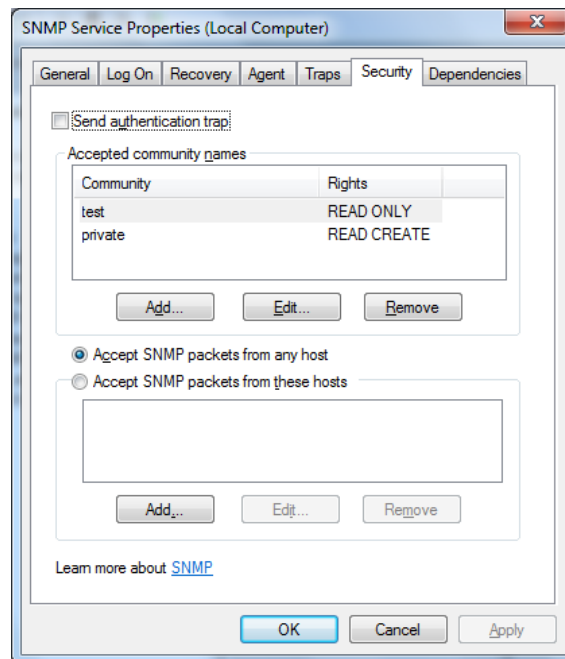 SNMP Service Properties (Local Computer)
General Log On Recovery Agent Traps Security Dependencies
Send authentication trap
Accepted community names
Community Rights
test READ ONLY
private READ CREATE
Add... Edit... Remove
Accept SNMP packets from any host
Accept SNMP packets from these hosts
Add... Edit... Remove
Learn more about SNMP
OK Cancel Apply